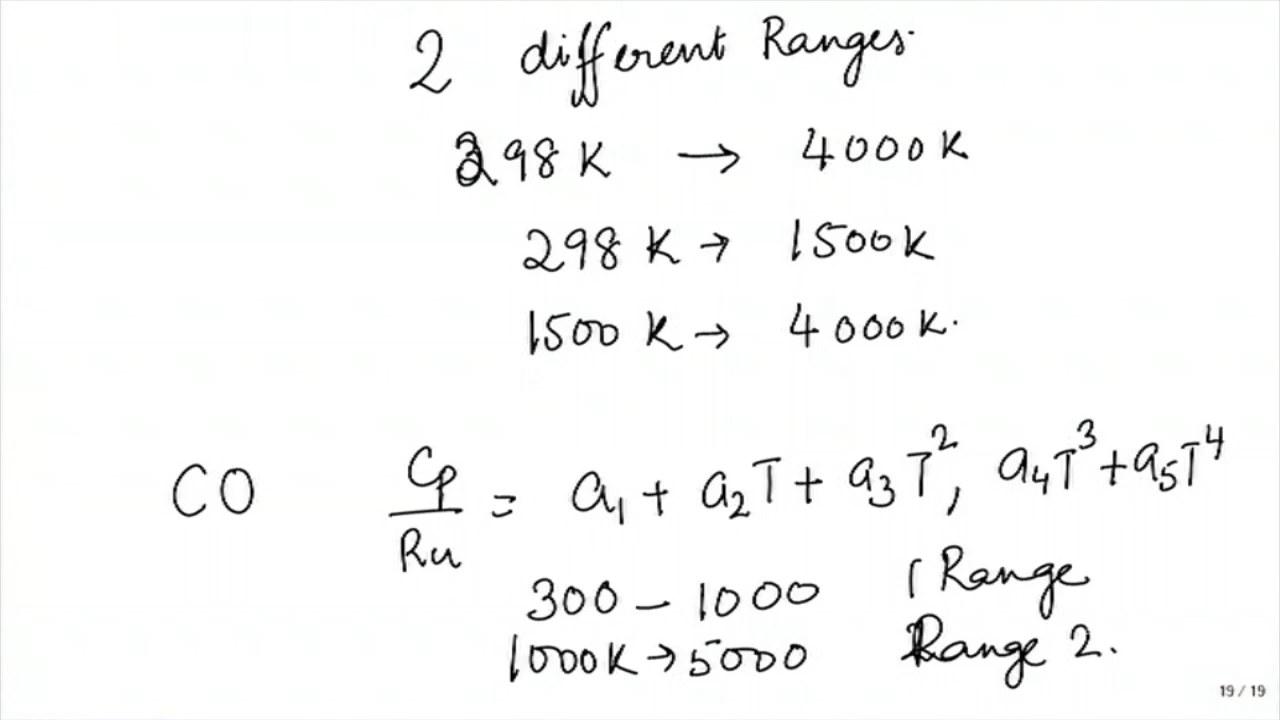 2 different Ranges.
298 K → 4000 K
298 K → 1500 K
1500 K → 4000 K.
CO Cp/Ru = a₁ + a₂T + a₃T², a₄T³ + a₅T⁴
300 – 1000 1 Range
1000K → 5000 Range 2.
19 / 19